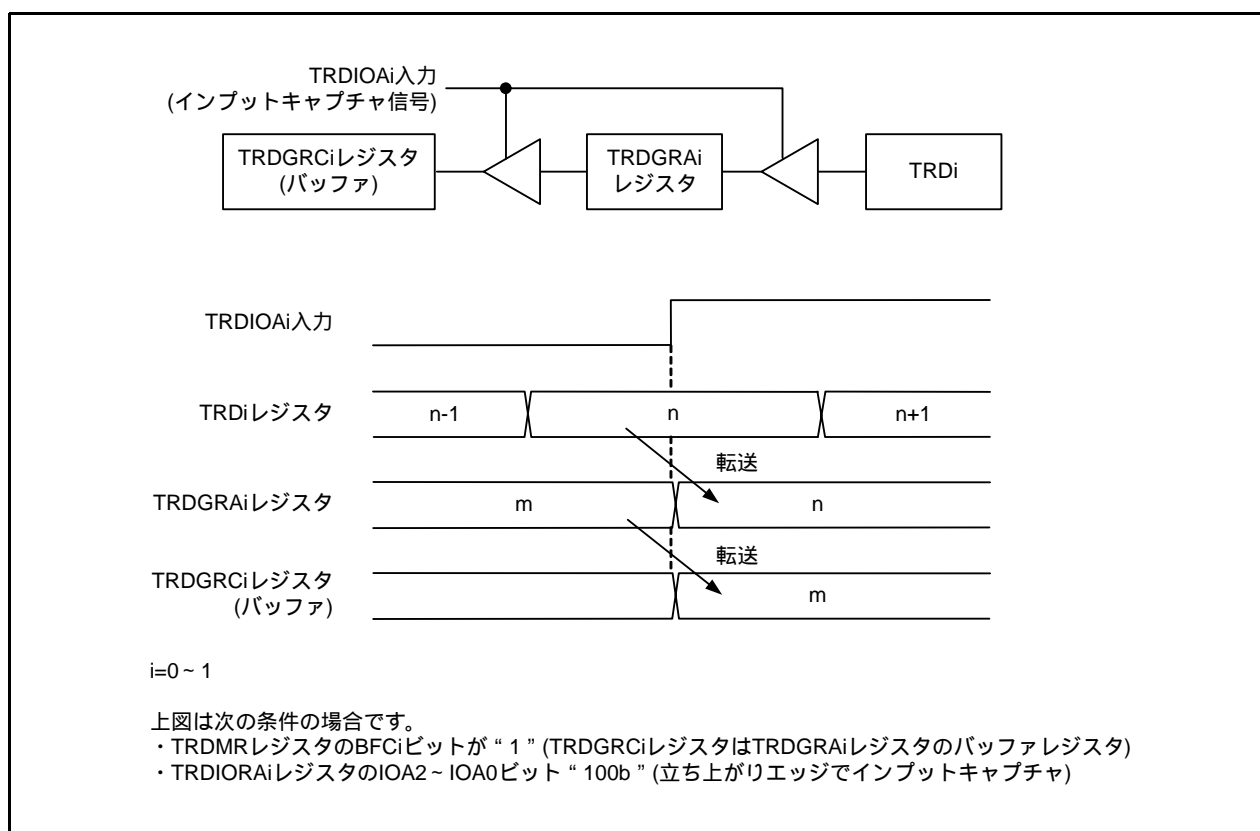 TRDIOAi入力
(インプットキャプチャ信号)
TRDGRCiレジスタ
(バッファ)
TRDGRAi
レジスタ
TRDi
TRDIOAi入力
TRDiレジスタ
n-1
n
n+1
転送
TRDGRAiレジスタ
m
n
転送
TRDGRCiレジスタ
(バッファ)
m
i=0~1
上図は次の条件の場合です。
・TRDMRレジスタのBFCiビットが“1”(TRDGRCiレジスタはTRDGRAiレジスタのバッファレジスタ)
・TRDIORAiレジスタのIOA2~IOA0ビット“100b”(立ち上がりエッジでインプットキャプチャ)